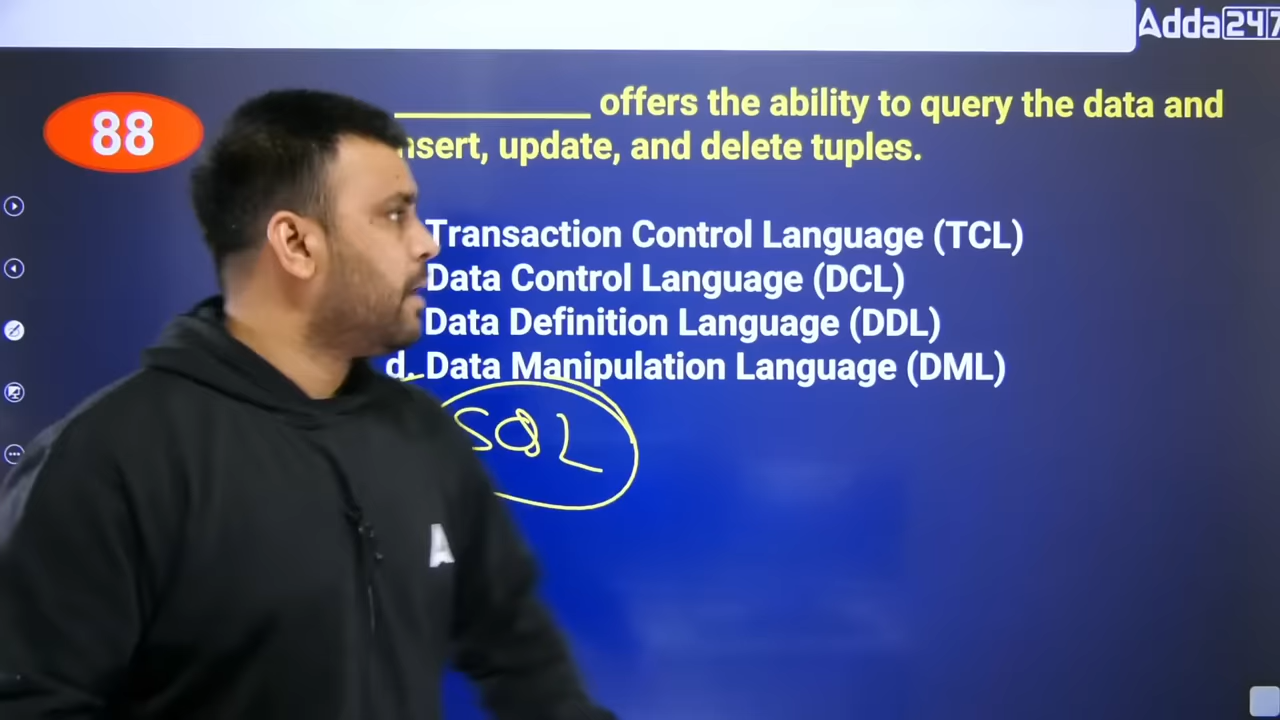 Adda247
88
________ offers the ability to query the data and
nsert, update, and delete tuples.
Transaction Control Language (TCL)
Data Control Language (DCL)
Data Definition Language (DDL)
d. Data Manipulation Language (DML)
SQL